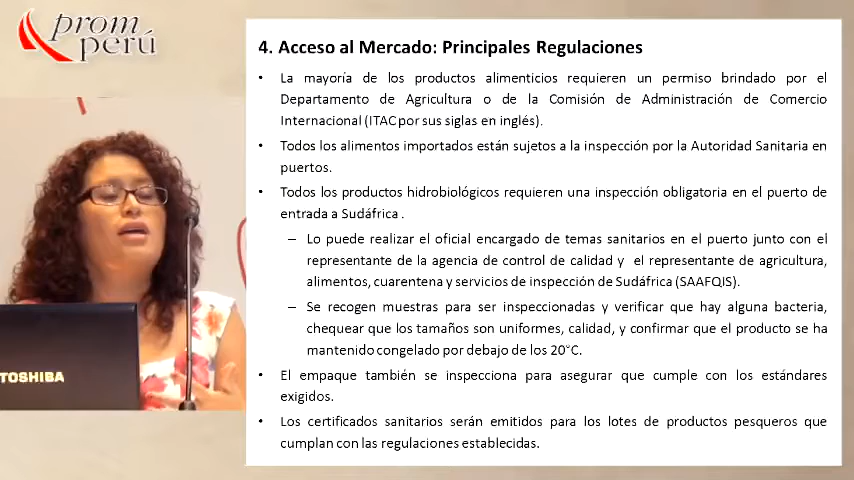 prom
perú
4. Acceso al Mercado: Principales Regulaciones
• La mayoría de los productos alimenticios requieren un permiso brindado por el
Departamento de Agricultura o de la Comisión de Administración de Comercio
Internacional (ITAC por sus siglas en inglés).
• Todos los alimentos importados están sujetos a la inspección por la Autoridad Sanitaria en
puertos.
• Todos los productos hidrobiológicos requieren una inspección obligatoria en el puerto de
entrada a Sudáfrica .
– Lo puede realizar el oficial encargado de temas sanitarios en el puerto junto con el
representante de la agencia de control de calidad y el representante de agricultura,
alimentos, cuarentena y servicios de inspección de Sudáfrica (SAAFQIS).
– Se recogen muestras para ser inspeccionadas y verificar que hay alguna bacteria,
chequear que los tamaños son uniformes, calidad, y confirmar que el producto se ha
mantenido congelado por debajo de los 20°C.
• El empaque también se inspecciona para asegurar que cumple con los estándares
exigidos.
• Los certificados sanitarios serán emitidos para los lotes de productos pesqueros que
cumplan con las regulaciones establecidas.
TOSHIBA